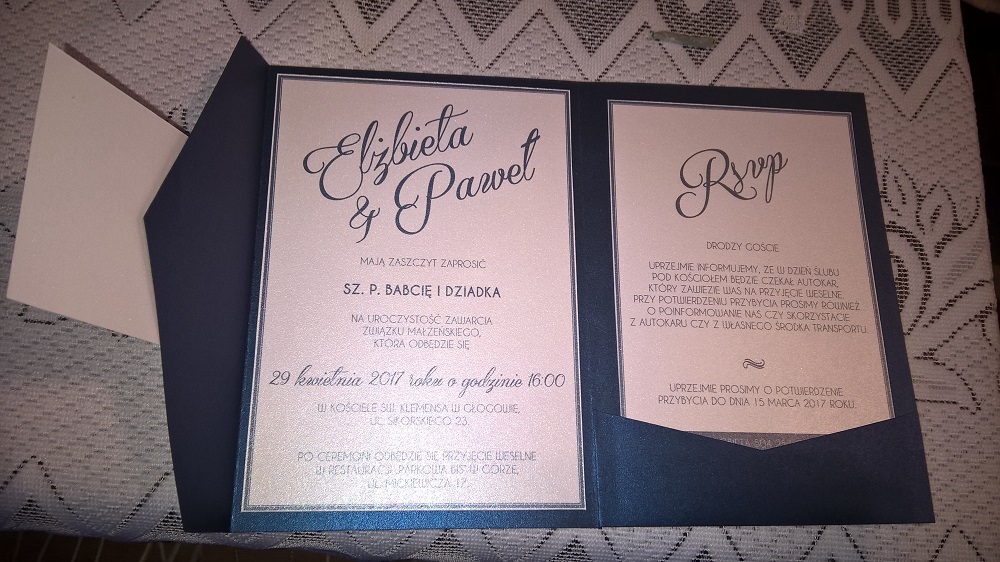 Elżbieta
& Paweł
MAJĄ ZASZCZYT ZAPROSIĆ
SZ. P. BABCIĘ I DZIADKA
NA UROCZYSTOŚĆ ZAWARCIA
ZWIĄZKU MAŁŻEŃSKIEGO,
KTÓRA ODBĘDZIE SIĘ
29 kwietnia 2017 roku o godzinie 16:00
W KOŚCIELE ŚW. KLEMENSA W GŁOGOWIE,
UL. SIKORSKIEGO 23.
PO CEREMONII ODBĘDZIE SIĘ PRZYJĘCIE WESELNE
W RESTAURACJI „PARKOWA BIS" W GÓRZE,
UL. MICKIEWICZA 17.
Rsvp
DRODZY GOŚCIE
UPRZEJMIE INFORMUJEMY, ŻE W DZIEŃ ŚLUBU
POD KOŚCIOŁEM BĘDZIE CZEKAŁ AUTOKAR,
KTÓRY ZAWIEZIE WAS NA PRZYJĘCIE WESELNE.
PRZY POTWIERDZENIU PRZYBYCIA PROSIMY RÓWNIEŻ
O POINFORMOWANIE NAS CZY SKORZYSTACIE
Z AUTOKARU CZY Z WŁASNEGO ŚRODKA TRANSPORTU.
UPRZEJMIE PROSIMY O POTWIERDZENIE
PRZYBYCIA DO DNIA 15 MARCA 2017 ROKU.